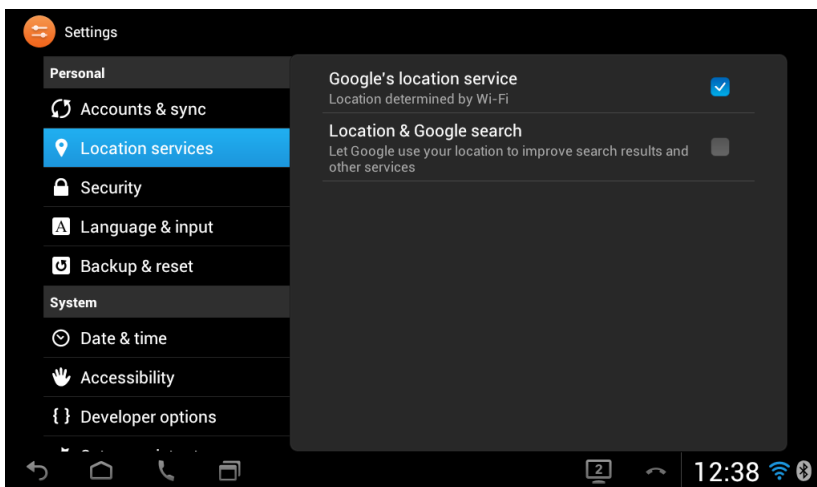 Settings
Personal
Accounts & sync
Location services
Security
A Language & input
Backup & reset
System
Date & time
Accessibility
{ } Developer options
Google's location service
Location determined by Wi-Fi
Location & Google search
Let Google use your location to improve search results and
other services
2
12:38